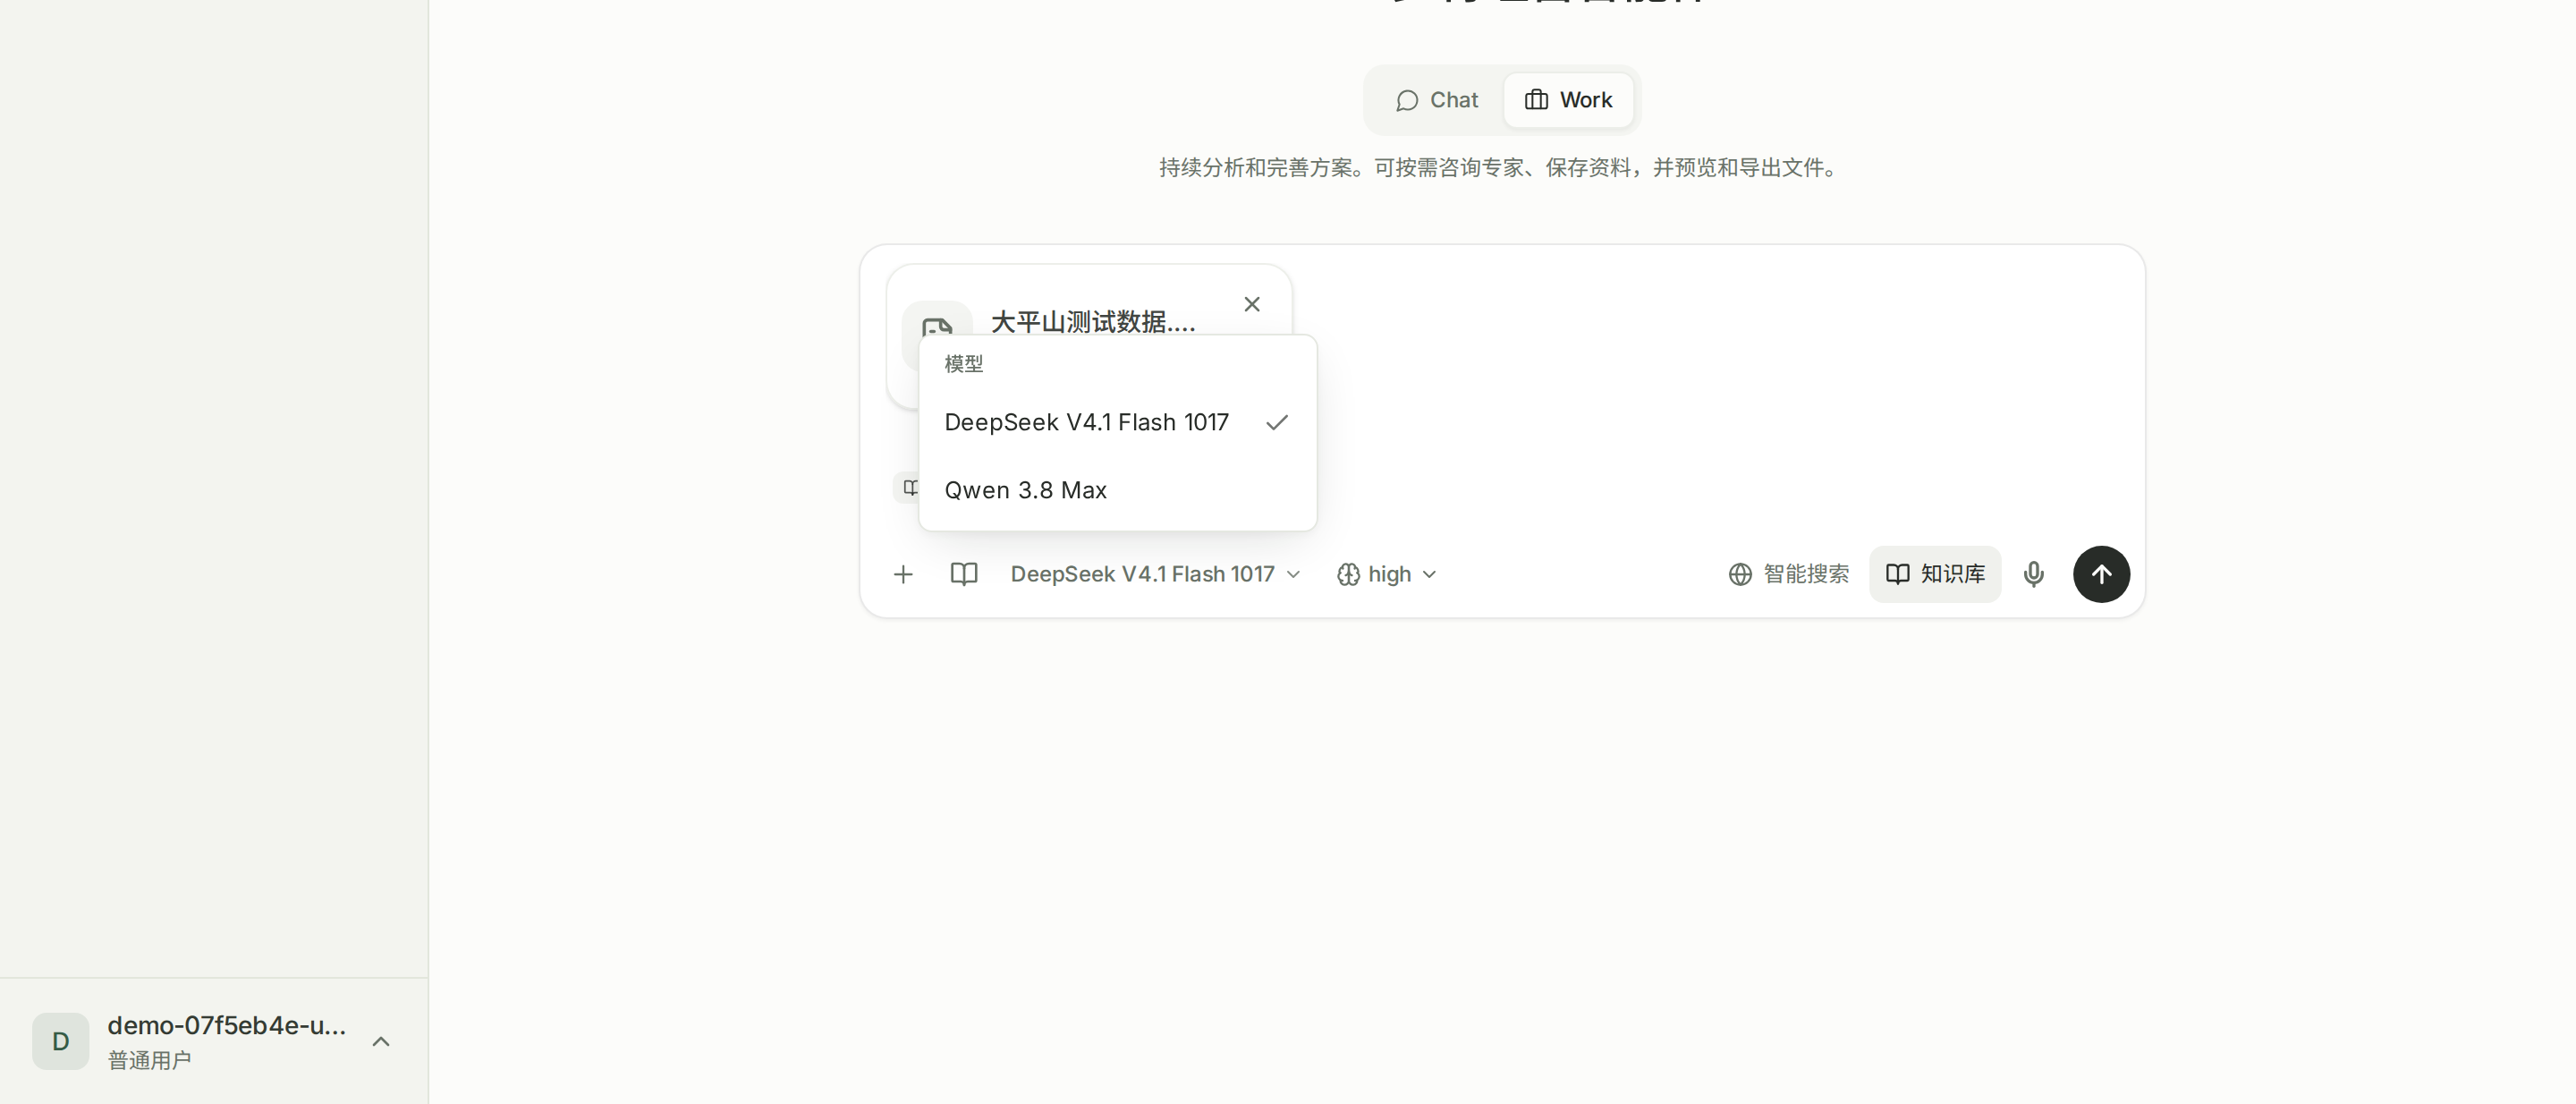 Chat
Work
持续分析和完善方案。可按需咨询专家、保存资料，并预览和导出文件。
大平山测试数据....
模型
DeepSeek V4.1 Flash 1017
Qwen 3.8 Max
DeepSeek V4.1 Flash 1017
high
智能搜索
知识库
D
demo-07f5eb4e-u...
普通用户